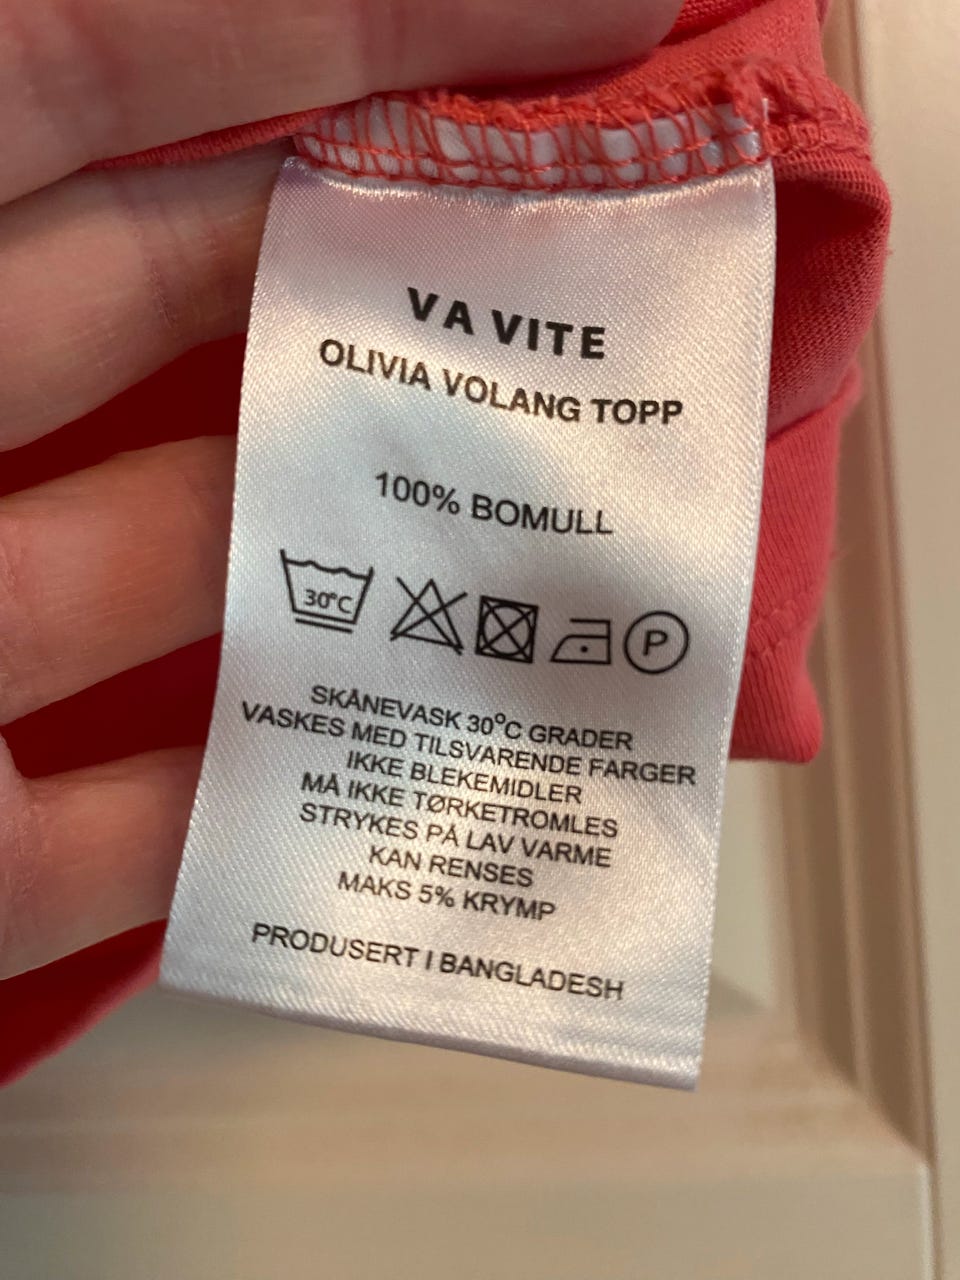 VA VITE
OLIVIA VOLANG TOPP
100% BOMULL
30°C P
SKÅNEVASK 30°C GRADER
VASKES MED TILSVARENDE FARGER
IKKE BLEKEMIDLER
MÅ IKKE TØRKETROMLES
STRYKES PÅ LAV VARME
KAN RENSES
MAKS 5% KRYMP
PRODUSERT I BANGLADESH